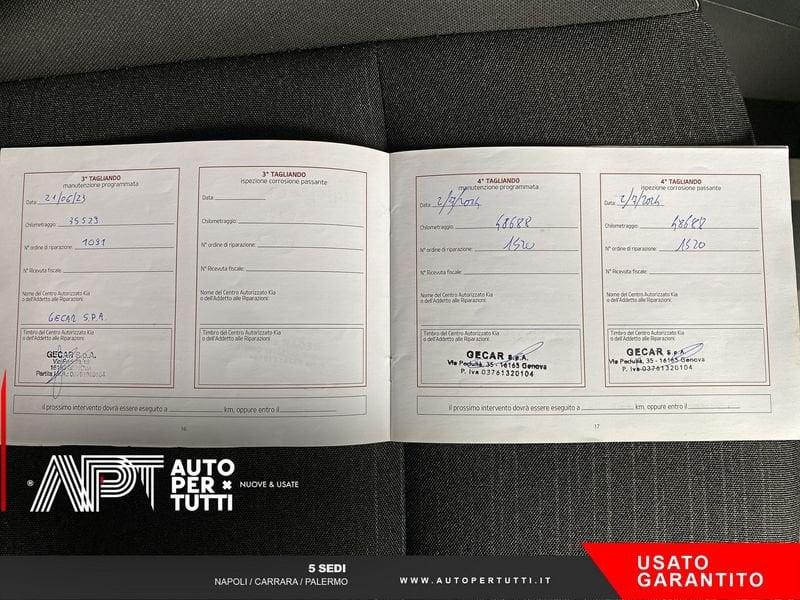 3° TAGLIANDO
manutenzione programmata
Data: 21/06/23
Chilometraggio: 35529
N° ordine di riparazione: 1091
N° Ricevuta fiscale:
Nome del Centro Autorizzato Kia
o dell'Addetto alle Riparazioni:
GECAR S.P.A.
Timbro del Centro Autorizzato Kia
o dell'Addetto alle Riparazioni:
GECAR S.p.A.
3° TAGLIANDO
ispezione corrosione passante
Data:
Chilometraggio:
N° ordine di riparazione:
N° Ricevuta fiscale:
Nome del Centro Autorizzato Kia
o dell'Addetto alle Riparazioni:
Timbro del Centro Autorizzato Kia
o dell'Addetto alle Riparazioni:
il prossimo intervento dovrà essere eseguito a km, oppure entro il
16
4° TAGLIANDO
manutenzione programmata
Data: 2/7/2024
Chilometraggio: 48688
N° ordine di riparazione: 1520
N° Ricevuta fiscale:
Nome del Centro Autorizzato Kia
o dell'Addetto alle Riparazioni:
Timbro del Centro Autorizzato Kia
o dell'Addetto alle Riparazioni:
GECAR S.p.A.
Via Pedullà, 35 - 16165 Genova
P. Iva 03761320104
4° TAGLIANDO
ispezione corrosione passante
Data: 2/7/2024
Chilometraggio: 48688
N° ordine di riparazione: 1520
N° Ricevuta fiscale:
Nome del Centro Autorizzato Kia
o dell'Addetto alle Riparazioni:
Timbro del Centro Autorizzato Kia
o dell'Addetto alle Riparazioni:
GECAR S.p.A.
Via Pedullà, 35 - 16165 Genova
P. Iva 03761320104
il prossimo intervento dovrà essere eseguito a km, oppure entro il
17
® APT
AUTO
PER
TUTTI
NUOVE & USATE
5 SEDI
NAPOLI / CARRARA / PALERMO
WWW.AUTOPERTUTTI.IT
USATO
GARANTITO